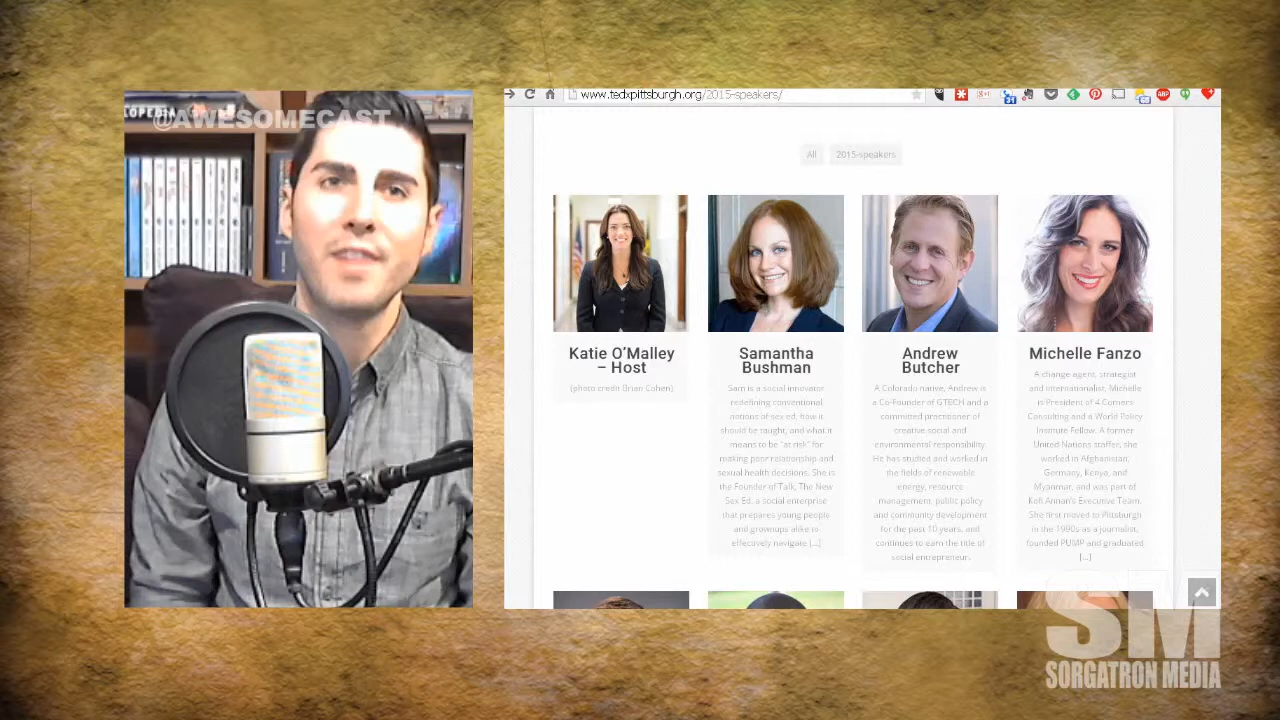 LOPEDIA
@AWESOMECAST
www.tedxpittsburgh.org/2015-speakers/
All
2015-speakers
Katie O’Malley
– Host
(photo credit Brian Cohen)
Samantha
Bushman
Sam is a social innovator
redefining conventional
notions of sex ed, how it
should be taught, and what it
means to be “at risk” for
making poor relationship and
sexual health decisions. She is
the Founder of Talk, The New
Sex Ed, a social enterprise
that prepares young people
and grownups alike to
effectively navigate [...]
Andrew
Butcher
A Colorado native, Andrew is
a Co-Founder of GTECH and a
committed practitioner of
creative social and
environmental responsibility.
He has studied and worked in
the fields of renewable
energy, resource
management, public policy
and community development
for the past 10 years, and
continues to earn the title of
social entrepreneur.
Michelle Fanzo
A change agent, strategist
and internationalist, Michelle
is President of 4 Corners
Consulting and a World Policy
Institute Fellow. A former
United Nations staffer, she
worked in Afghanistan,
Germany, Kenya, and
Myanmar, and was part of
Kofi Annan’s Executive Team.
She first moved to Pittsburgh
in the 1990s as a journalist,
founded PUMP and graduated
[...]
SM
SORGATRON MEDIA